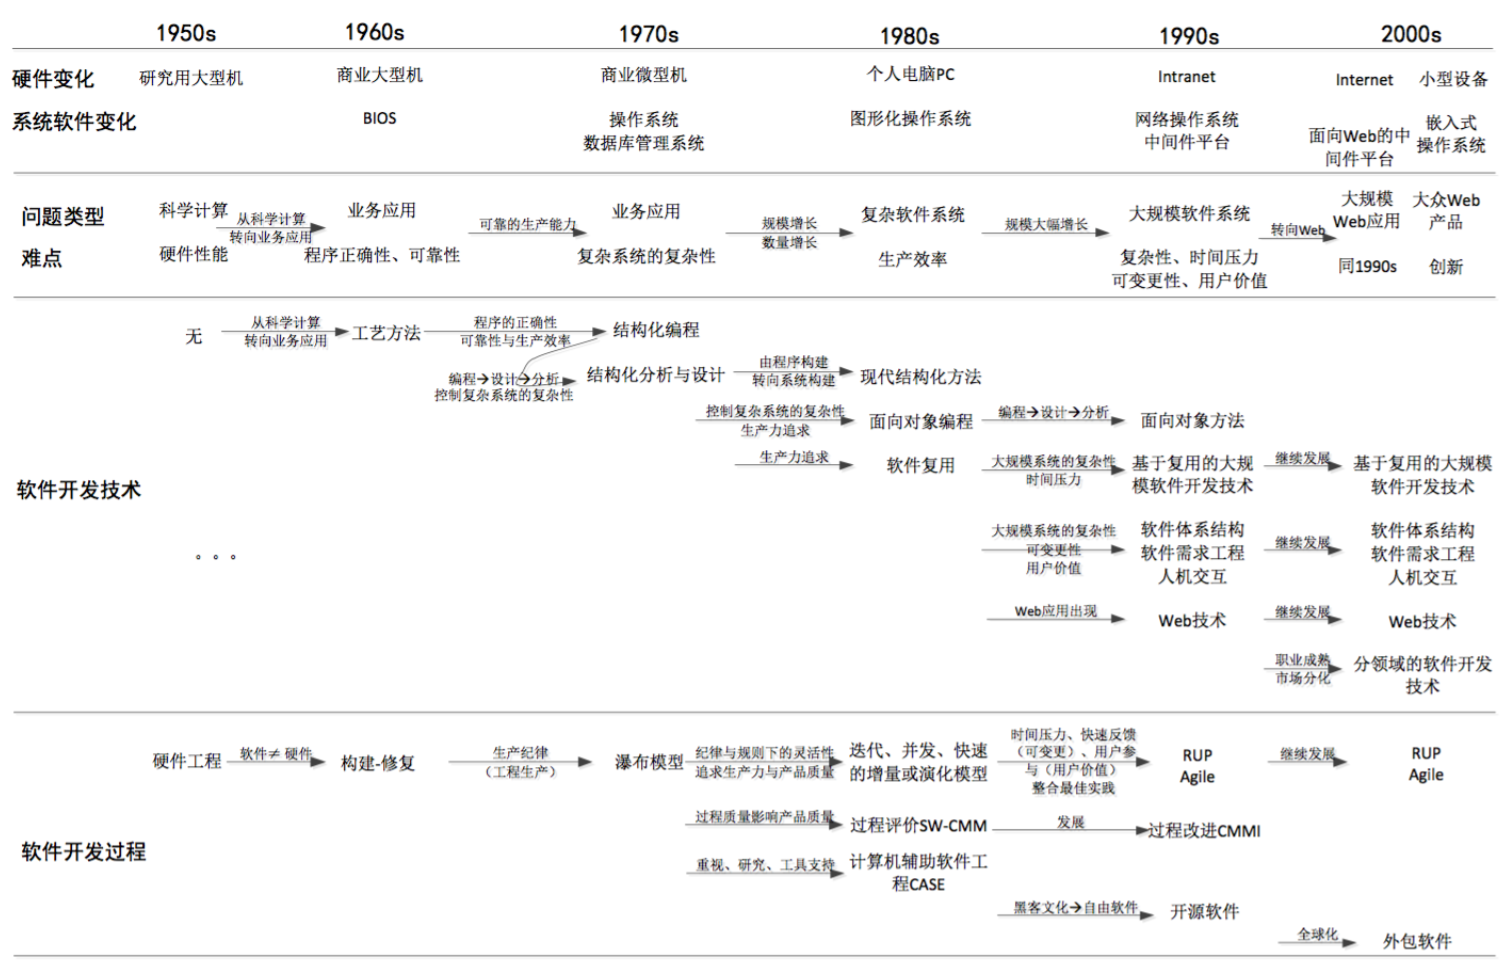 1950s 1960s 1970s 1980s 1990s 2000s
硬件变化 研究用大型机 商业大型机 商业微型机 个人电脑PC Intranet Internet 小型设备
系统软件变化 BIOS 操作系统 图形化操作系统 网络操作系统 面向Web的中 嵌入式
数据库管理系统 中间件平台 间件平台 操作系统
问题类型 科学计算 从科学计算 业务应用 可靠的生产能力 业务应用 规模增长 复杂软件系统 规模大幅增长 大规模软件系统 转向Web 大规模 大众Web
转向业务应用 数量增长 Web应用 产品
难点 硬件性能 程序正确性、可靠性 复杂系统的复杂性 生产效率 复杂性、时间压力 同1990s 创新
可变更性、用户价值
无 从科学计算 工艺方法 程序的正确性 结构化编程
转向业务应用 可靠性与生产效率
编程→设计→分析 结构化分析与设计 由程序构建 现代结构化方法
控制复杂系统的复杂性 转向系统构建
控制复杂系统的复杂性 面向对象编程 编程→设计→分析 面向对象方法
生产力追求
生产力追求 软件复用 大规模系统的复杂性 基于复用的大规 继续发展 基于复用的大规模
时间压力 模软件开发技术 软件开发技术
软件开发技术
大规模系统的复杂性 软件体系结构 软件体系结构
。。。 可变更性 软件需求工程 继续发展 软件需求工程
用户价值 人机交互 人机交互
Web应用出现 Web技术 继续发展 Web技术
职业成熟 分领域的软件开发
市场分化 技术
硬件工程 软件≠硬件 构建-修复 生产纪律 瀑布模型 纪律与规则下的灵活性 迭代、并发、快速 时间压力、快速反馈 RUP 继续发展 RUP
（工程生产） 追求生产力与产品质量 的增量或演化模型 （可变更）、用户参 Agile Agile
与（用户价值）
整合最佳实践
过程质量影响产品质量 过程评价SW-CMM 发展 过程改进CMMI
软件开发过程
重视、研究、工具支持 计算机辅助软件工
程CASE
黑客文化→自由软件 开源软件
全球化 外包软件